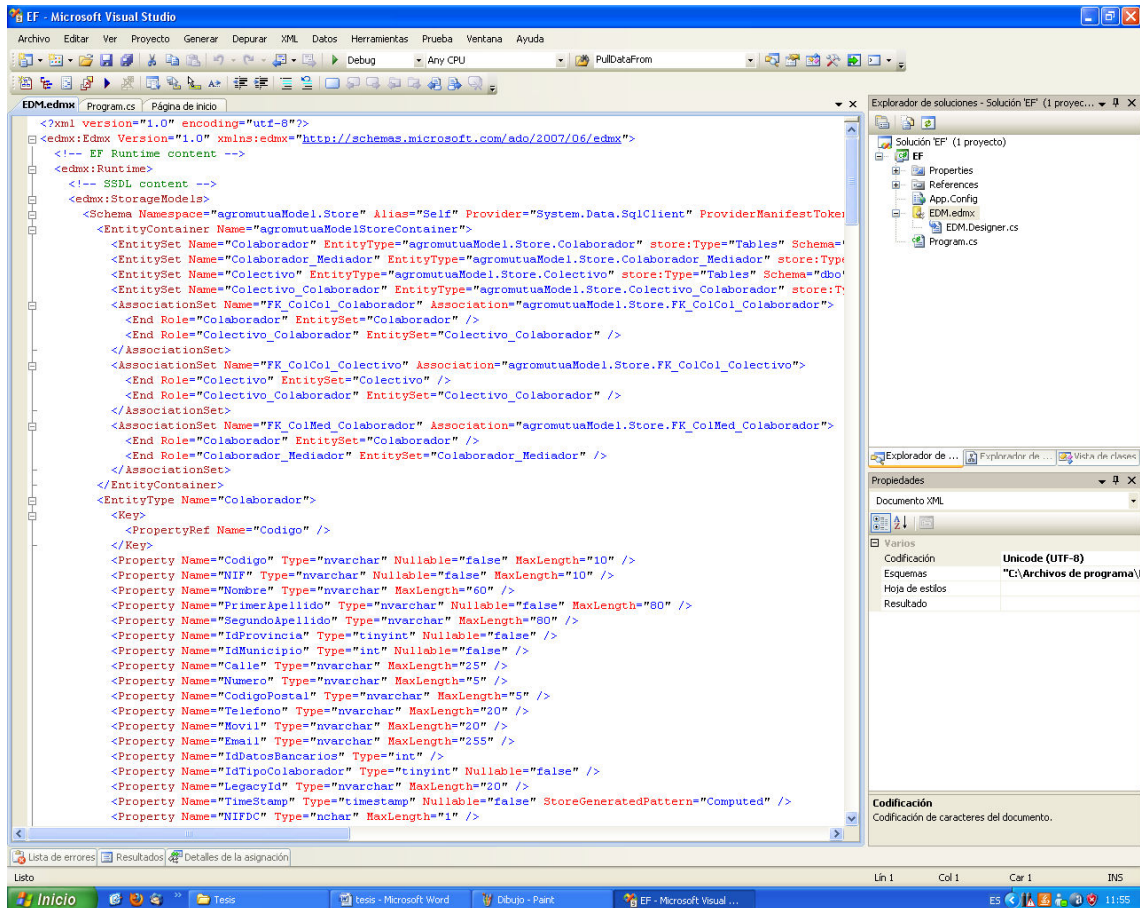 EF - Microsoft Visual Studio
Archivo Editar Ver Proyecto Generar Depurar XML Datos Herramientas Prueba Ventana Ayuda
Debug Any CPU PullDataFrom
EDM.edmx Program.cs Página de inicio
<?xml version="1.0" encoding="utf-8"?>
<edmx:Edmx Version="1.0" xmlns:edmx="http://schemas.microsoft.com/ado/2007/06/edmx">
<!-- EF Runtime content -->
<edmx:Runtime>
<!-- SSDL content -->
<edmx:StorageModels>
<Schema Namespace="agromutuaModel.Store" Alias="Self" Provider="System.Data.SqlClient" ProviderManifestToken
<EntityContainer Name="agromutuaModelStoreContainer">
<EntitySet Name="Colaborador" EntityType="agromutuaModel.Store.Colaborador" store:Type="Tables" Schema="
<EntitySet Name="Colaborador_Mediador" EntityType="agromutuaModel.Store.Colaborador_Mediador" store:Type
<EntitySet Name="Colectivo" EntityType="agromutuaModel.Store.Colectivo" store:Type="Tables" Schema="dbo"
<EntitySet Name="Colectivo_Colaborador" EntityType="agromutuaModel.Store.Colectivo_Colaborador" store:Ty
<AssociationSet Name="FK_ColCol_Colaborador" Association="agromutuaModel.Store.FK_ColCol_Colaborador">
<End Role="Colaborador" EntitySet="Colaborador" />
<End Role="Colectivo_Colaborador" EntitySet="Colectivo_Colaborador" />
</AssociationSet>
<AssociationSet Name="FK_ColCol_Colectivo" Association="agromutuaModel.Store.FK_ColCol_Colectivo">
<End Role="Colectivo" EntitySet="Colectivo" />
<End Role="Colectivo_Colaborador" EntitySet="Colectivo_Colaborador" />
</AssociationSet>
<AssociationSet Name="FK_ColMed_Colaborador" Association="agromutuaModel.Store.FK_ColMed_Colaborador">
<End Role="Colaborador" EntitySet="Colaborador" />
<End Role="Colaborador_Mediador" EntitySet="Colaborador_Mediador" />
</AssociationSet>
</EntityContainer>
<EntityType Name="Colaborador">
<Key>
<PropertyRef Name="Codigo" />
</Key>
<Property Name="Codigo" Type="nvarchar" Nullable="false" MaxLength="10" />
<Property Name="NIF" Type="nvarchar" Nullable="false" MaxLength="10" />
<Property Name="Nombre" Type="nvarchar" MaxLength="60" />
<Property Name="PrimerApellido" Type="nvarchar" Nullable="false" MaxLength="80" />
<Property Name="SegundoApellido" Type="nvarchar" MaxLength="80" />
<Property Name="IdProvincia" Type="tinyint" Nullable="false" />
<Property Name="IdMunicipio" Type="int" Nullable="false" />
<Property Name="Calle" Type="nvarchar" MaxLength="25" />
<Property Name="Numero" Type="nvarchar" MaxLength="5" />
<Property Name="CodigoPostal" Type="nvarchar" MaxLength="5" />
<Property Name="Telefono" Type="nvarchar" MaxLength="20" />
<Property Name="Movil" Type="nvarchar" MaxLength="20" />
<Property Name="Email" Type="nvarchar" MaxLength="255" />
<Property Name="IdDatosBancarios" Type="int" />
<Property Name="IdTipoColaborador" Type="tinyint" Nullable="false" />
<Property Name="LegacyId" Type="nvarchar" MaxLength="20" />
<Property Name="TimeStamp" Type="timestamp" Nullable="false" StoreGeneratedPattern="Computed" />
<Property Name="NIFDC" Type="nchar" MaxLength="1" />
Explorador de soluciones - Solución 'EF' (1 proyec...
Solución 'EF' (1 proyecto)
EF
Properties
References
App.Config
EDM.edmx
EDM.Designer.cs
Program.cs
Explorador de ... Explorador de ... Vista de clases
Propiedades
Documento XML
Varios
Codificación Unicode (UTF-8)
Esquemas "C:\Archivos de programa\
Hoja de estilos
Resultado
Codificación
Codificación de caracteres del documento.
Lista de errores Resultados Detalles de la asignación
Listo Lín 1 Col 1 Car 1 INS
Inicio Tesis tesis - Microsoft Word Dibujo - Paint EF - Microsoft Visual ... ES 11:55